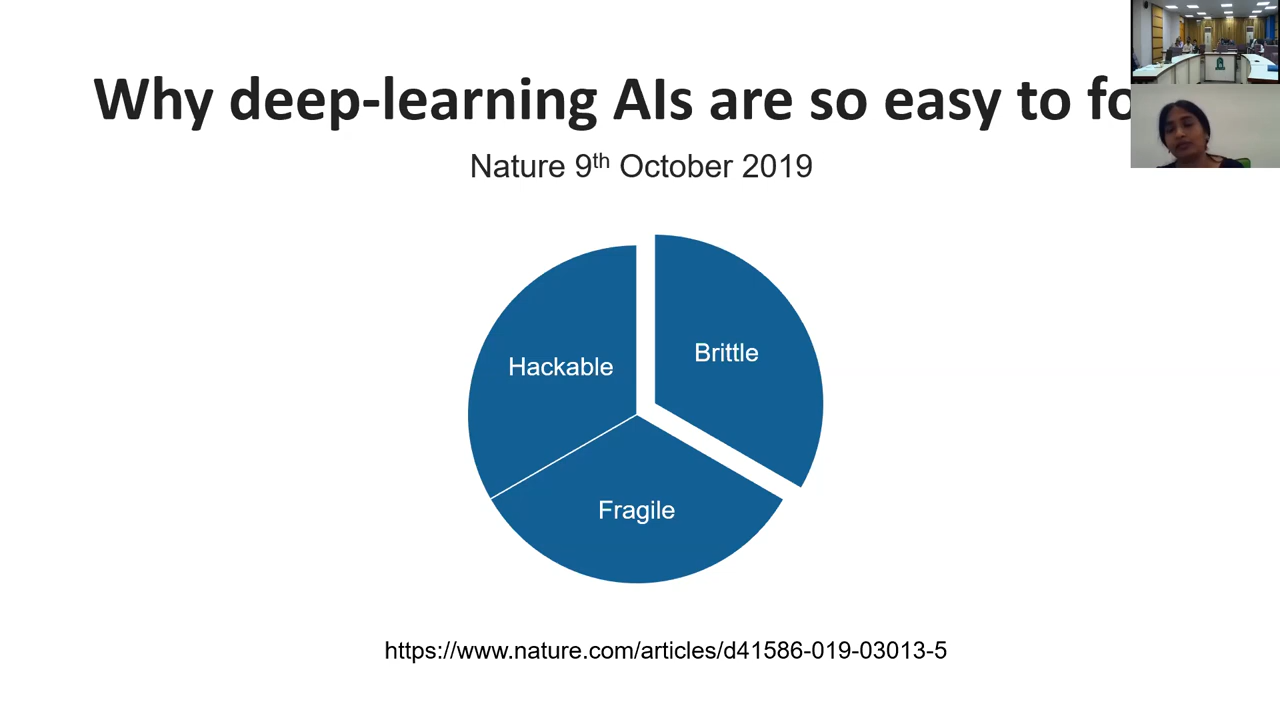 Why deep-learning AIs are so easy to
Nature 9th October 2019
Hackable
Brittle
Fragile
https://www.nature.com/articles/d41586-019-03013-5